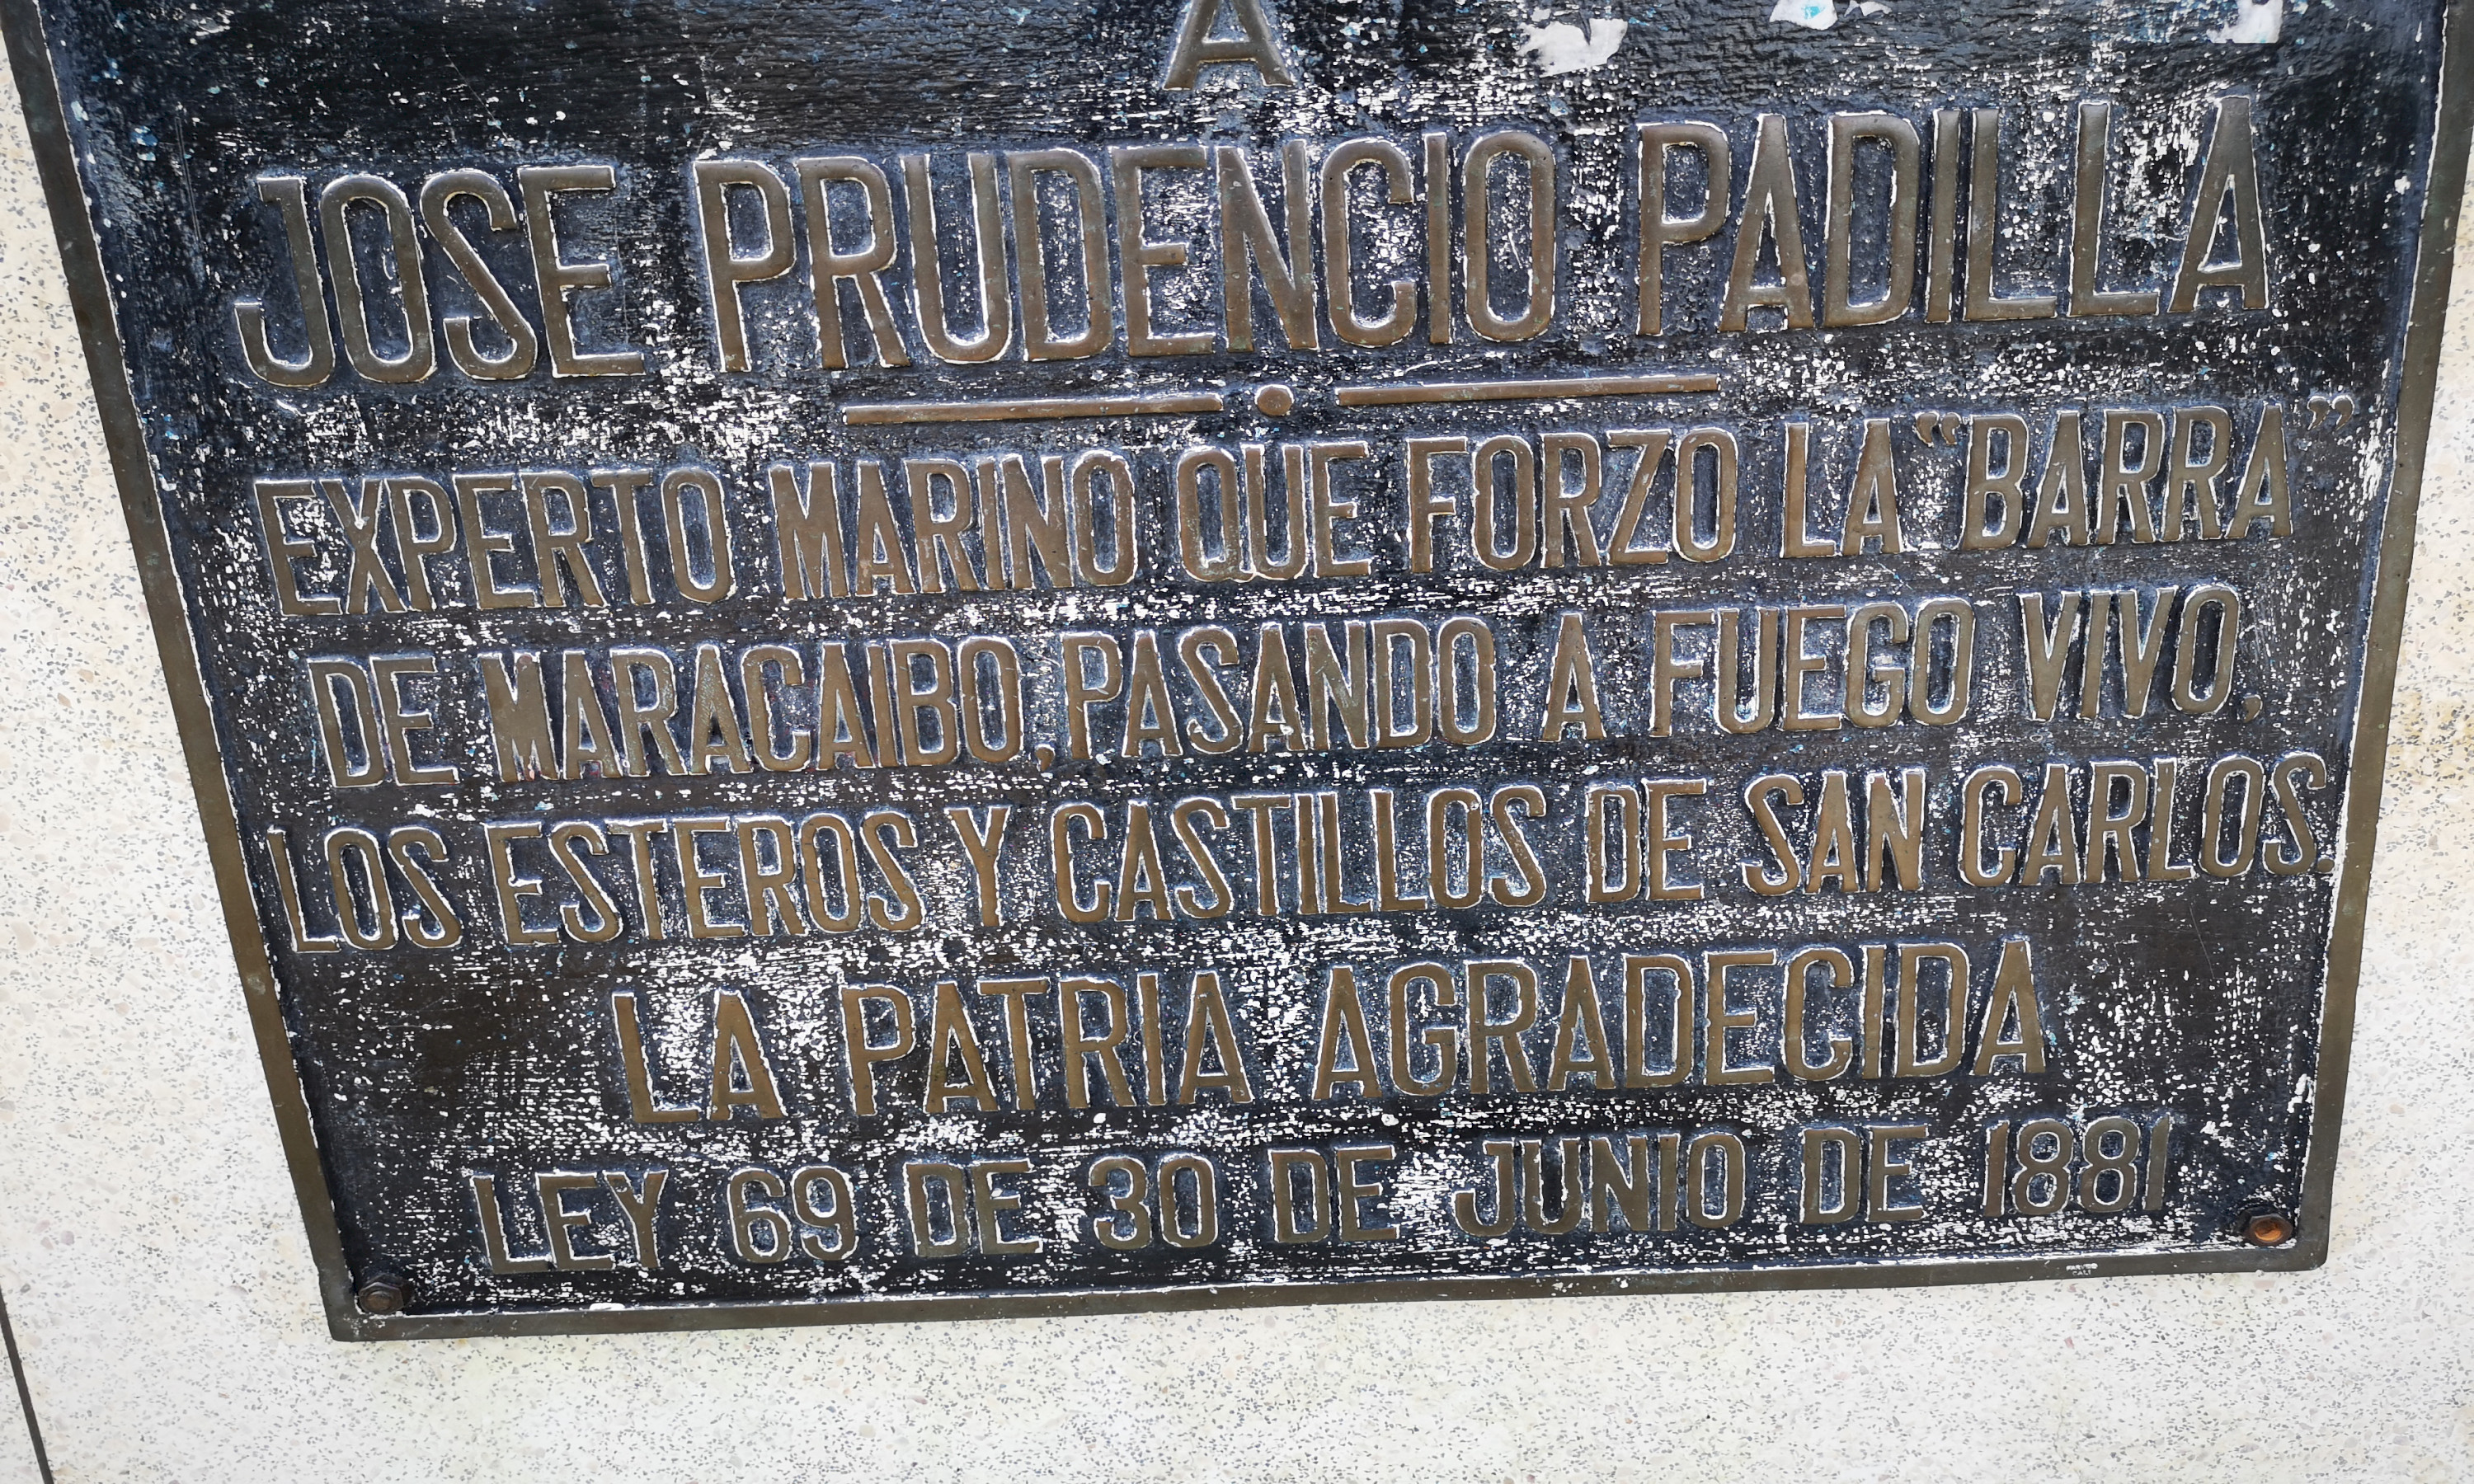 A
JOSE PRUDENCIO PADILLA
EXPERTO MARINO QUE FORZO LA "BARRA"
DE MARACAIBO, PASANDO A FUEGO VIVO,
LOS ESTEROS Y CASTILLOS DE SAN CARLOS.
LA PATRIA AGRADECIDA
LEY 69 DE 30 DE JUNIO DE 1881
CALI